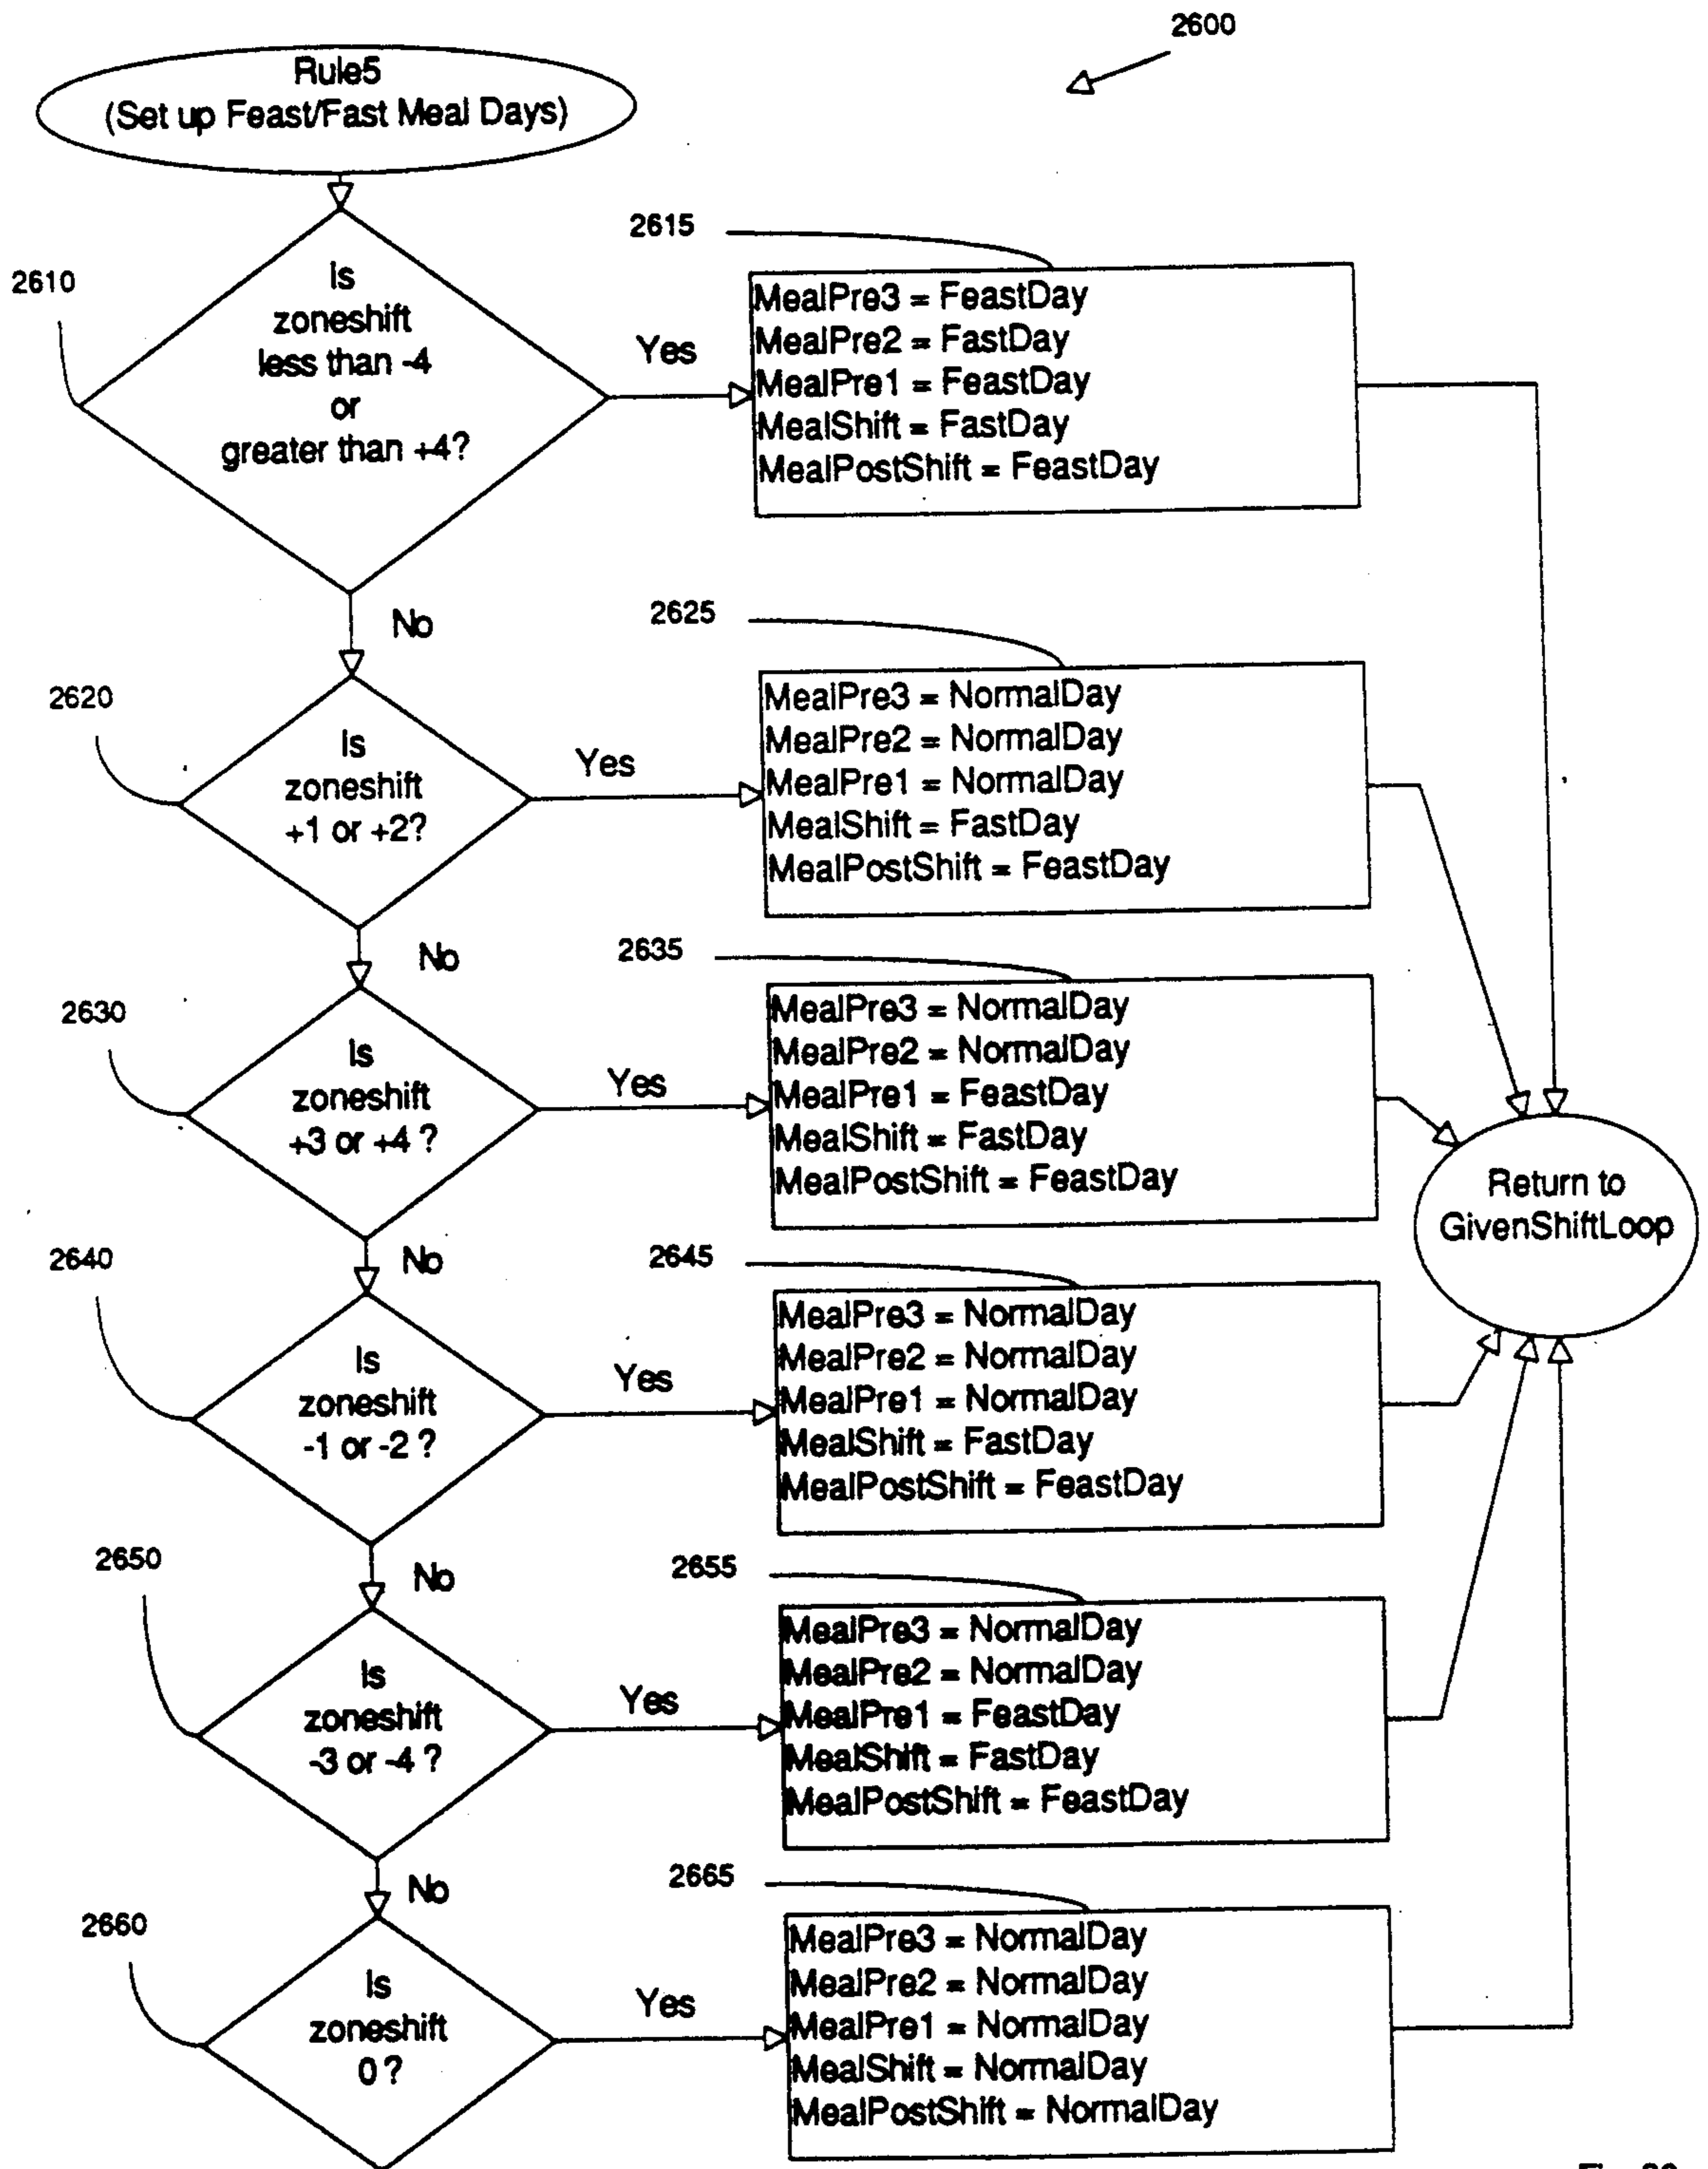 2600
Rule5
(Set up Feast/Fast Meal Days)
2610
Is
zoneshift
less than -4
or
greater than +4?
Yes
2615
MealPre3 = FeastDay
MealPre2 = FastDay
MealPre1 = FeastDay
MealShift = FastDay
MealPostShift = FeastDay
No
2620
Is
zoneshift
+1 or +2?
Yes
2625
MealPre3 = NormalDay
MealPre2 = NormalDay
MealPre1 = NormalDay
MealShift = FastDay
MealPostShift = FeastDay
No
2630
Is
zoneshift
+3 or +4 ?
Yes
2635
MealPre3 = NormalDay
MealPre2 = NormalDay
MealPre1 = FeastDay
MealShift = FastDay
MealPostShift = FeastDay
Return to
GivenShiftLoop
No
2640
Is
zoneshift
-1 or -2 ?
Yes
2645
MealPre3 = NormalDay
MealPre2 = NormalDay
MealPre1 = NormalDay
MealShift = FastDay
MealPostShift = FeastDay
No
2650
Is
zoneshift
-3 or -4 ?
Yes
2655
MealPre3 = NormalDay
MealPre2 = NormalDay
MealPre1 = FeastDay
MealShift = FastDay
MealPostShift = FeastDay
No
2660
Is
zoneshift
0 ?
Yes
2665
MealPre3 = NormalDay
MealPre2 = NormalDay
MealPre1 = NormalDay
MealShift = NormalDay
MealPostShift = NormalDay